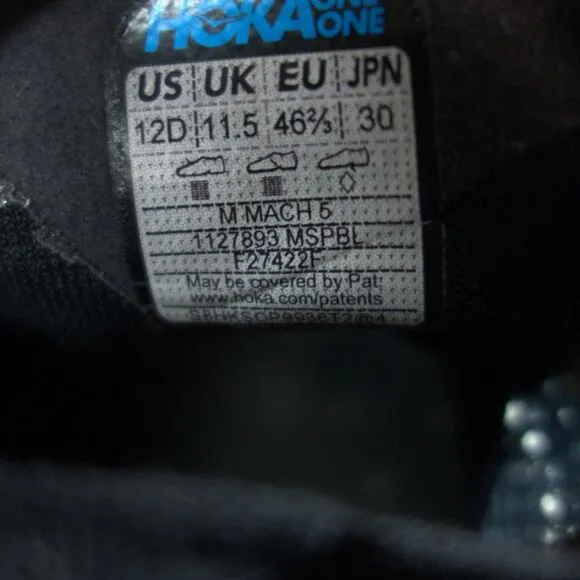 HOKA ONE ONE
US UK EU JPN
12D 11.5 46⅔ 30
M MACH 5
1127893 MSPBL
F27422F
May be covered by Pat:
www.hoka.com/patents